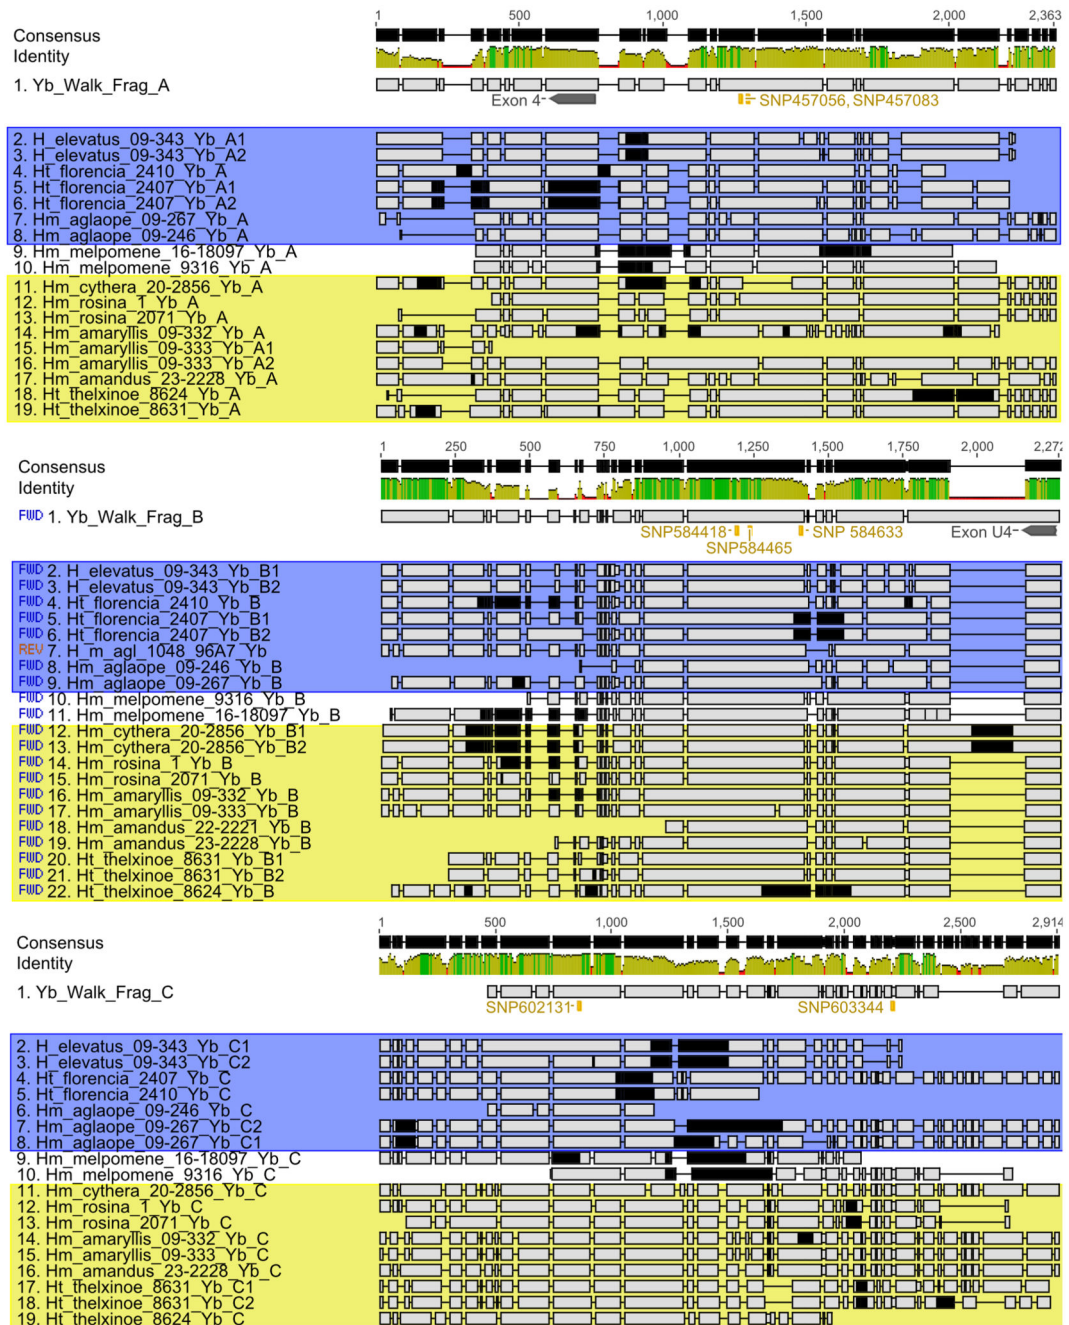 1 500 1,000 1,500 2,000 2,363
Consensus
Identity
1. Yb_Walk_Frag_A
Exon 4 SNP457056, SNP457083
2. H_elevatus_09-343_Yb_A1
3. H_elevatus_09-343_Yb_A2
4. Ht_florencia_2410_Yb_A
5. Ht_florencia_2407_Yb_A1
6. Ht_florencia_2407_Yb_A2
7. Hm_aglaope_09-267_Yb_A
8. Hm_aglaope_09-246_Yb_A
9. Hm_melpomene_16-18097_Yb_A
10. Hm_melpomene_9316_Yb_A
11. Hm_cythera_20-2856_Yb_A
12. Hm_rosina_1_Yb_A
13. Hm_rosina_2071_Yb_A
14. Hm_amaryllis_09-332_Yb_A
15. Hm_amaryllis_09-333_Yb_A1
16. Hm_amaryllis_09-333_Yb_A2
17. Hm_amandus_23-2228_Yb_A
18. Ht_thelxinoe_8624_Yb_A
19. Ht_thelxinoe_8631_Yb_A
1 250 500 750 1,000 1,250 1,500 1,750 2,000 2,272
Consensus
Identity
FWD 1. Yb_Walk_Frag_B
SNP584418 SNP 584633 Exon U4
SNP584465
FWD 2. H_elevatus_09-343_Yb_B1
FWD 3. H_elevatus_09-343_Yb_B2
FWD 4. Ht_florencia_2410_Yb_B
FWD 5. Ht_florencia_2407_Yb_B1
FWD 6. Ht_florencia_2407_Yb_B2
REV 7. H_m_agl_1048_96A7_Yb
FWD 8. Hm_aglaope_09-246_Yb_B
FWD 9. Hm_aglaope_09-267_Yb_B
FWD 10. Hm_melpomene_9316_Yb_B
FWD 11. Hm_melpomene_16-18097_Yb_B
FWD 12. Hm_cythera_20-2856_Yb_B1
FWD 13. Hm_cythera_20-2856_Yb_B2
FWD 14. Hm_rosina_1_Yb_B
FWD 15. Hm_rosina_2071_Yb_B
FWD 16. Hm_amaryllis_09-332_Yb_B
FWD 17. Hm_amaryllis_09-333_Yb_B
FWD 18. Hm_amandus_22-2221_Yb_B
FWD 19. Hm_amandus_23-2228_Yb_B
FWD 20. Ht_thelxinoe_8631_Yb_B1
FWD 21. Ht_thelxinoe_8631_Yb_B2
FWD 22. Ht_thelxinoe_8624_Yb_B
1 500 1,000 1,500 2,000 2,500 2,914
Consensus
Identity
1. Yb_Walk_Frag_C
SNP602131 SNP603344
2. H_elevatus_09-343_Yb_C1
3. H_elevatus_09-343_Yb_C2
4. Ht_florencia_2407_Yb_C
5. Ht_florencia_2410_Yb_C
6. Hm_aglaope_09-246_Yb_C
7. Hm_aglaope_09-267_Yb_C2
8. Hm_aglaope_09-267_Yb_C1
9. Hm_melpomene_16-18097_Yb_C
10. Hm_melpomene_9316_Yb_C
11. Hm_cythera_20-2856_Yb_C
12. Hm_rosina_1_Yb_C
13. Hm_rosina_2071_Yb_C
14. Hm_amaryllis_09-332_Yb_C
15. Hm_amaryllis_09-333_Yb_C
16. Hm_amandus_23-2228_Yb_C
17. Ht_thelxinoe_8631_Yb_C1
18. Ht_thelxinoe_8631_Yb_C2
19. Ht_thelxinoe_8624_Yb_C